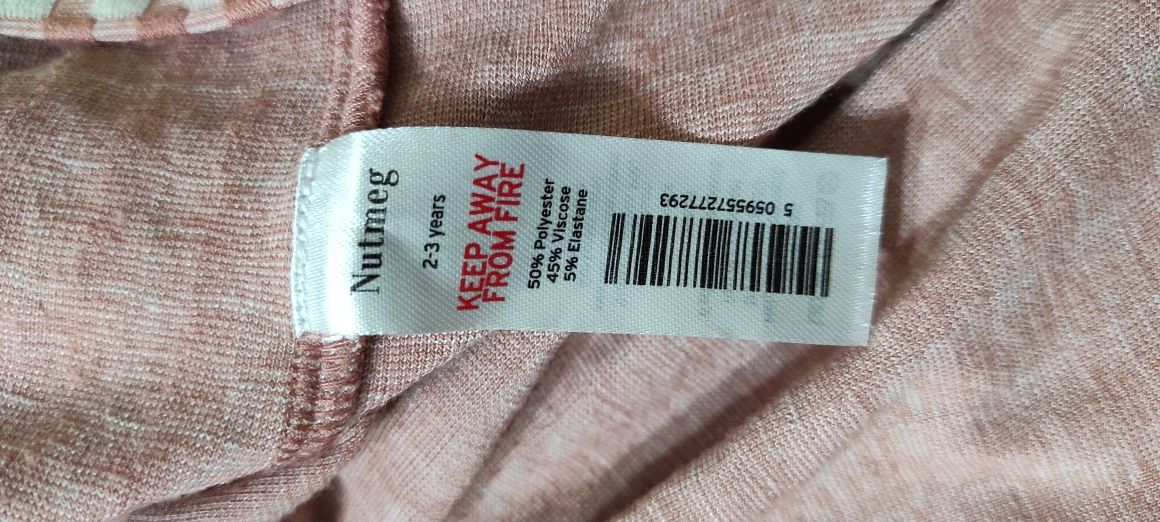 Nutmeg
2-3 years
KEEP AWAY
FROM FIRE
50% Polyester
45% Viscose
5% Elastane
5 059557277293